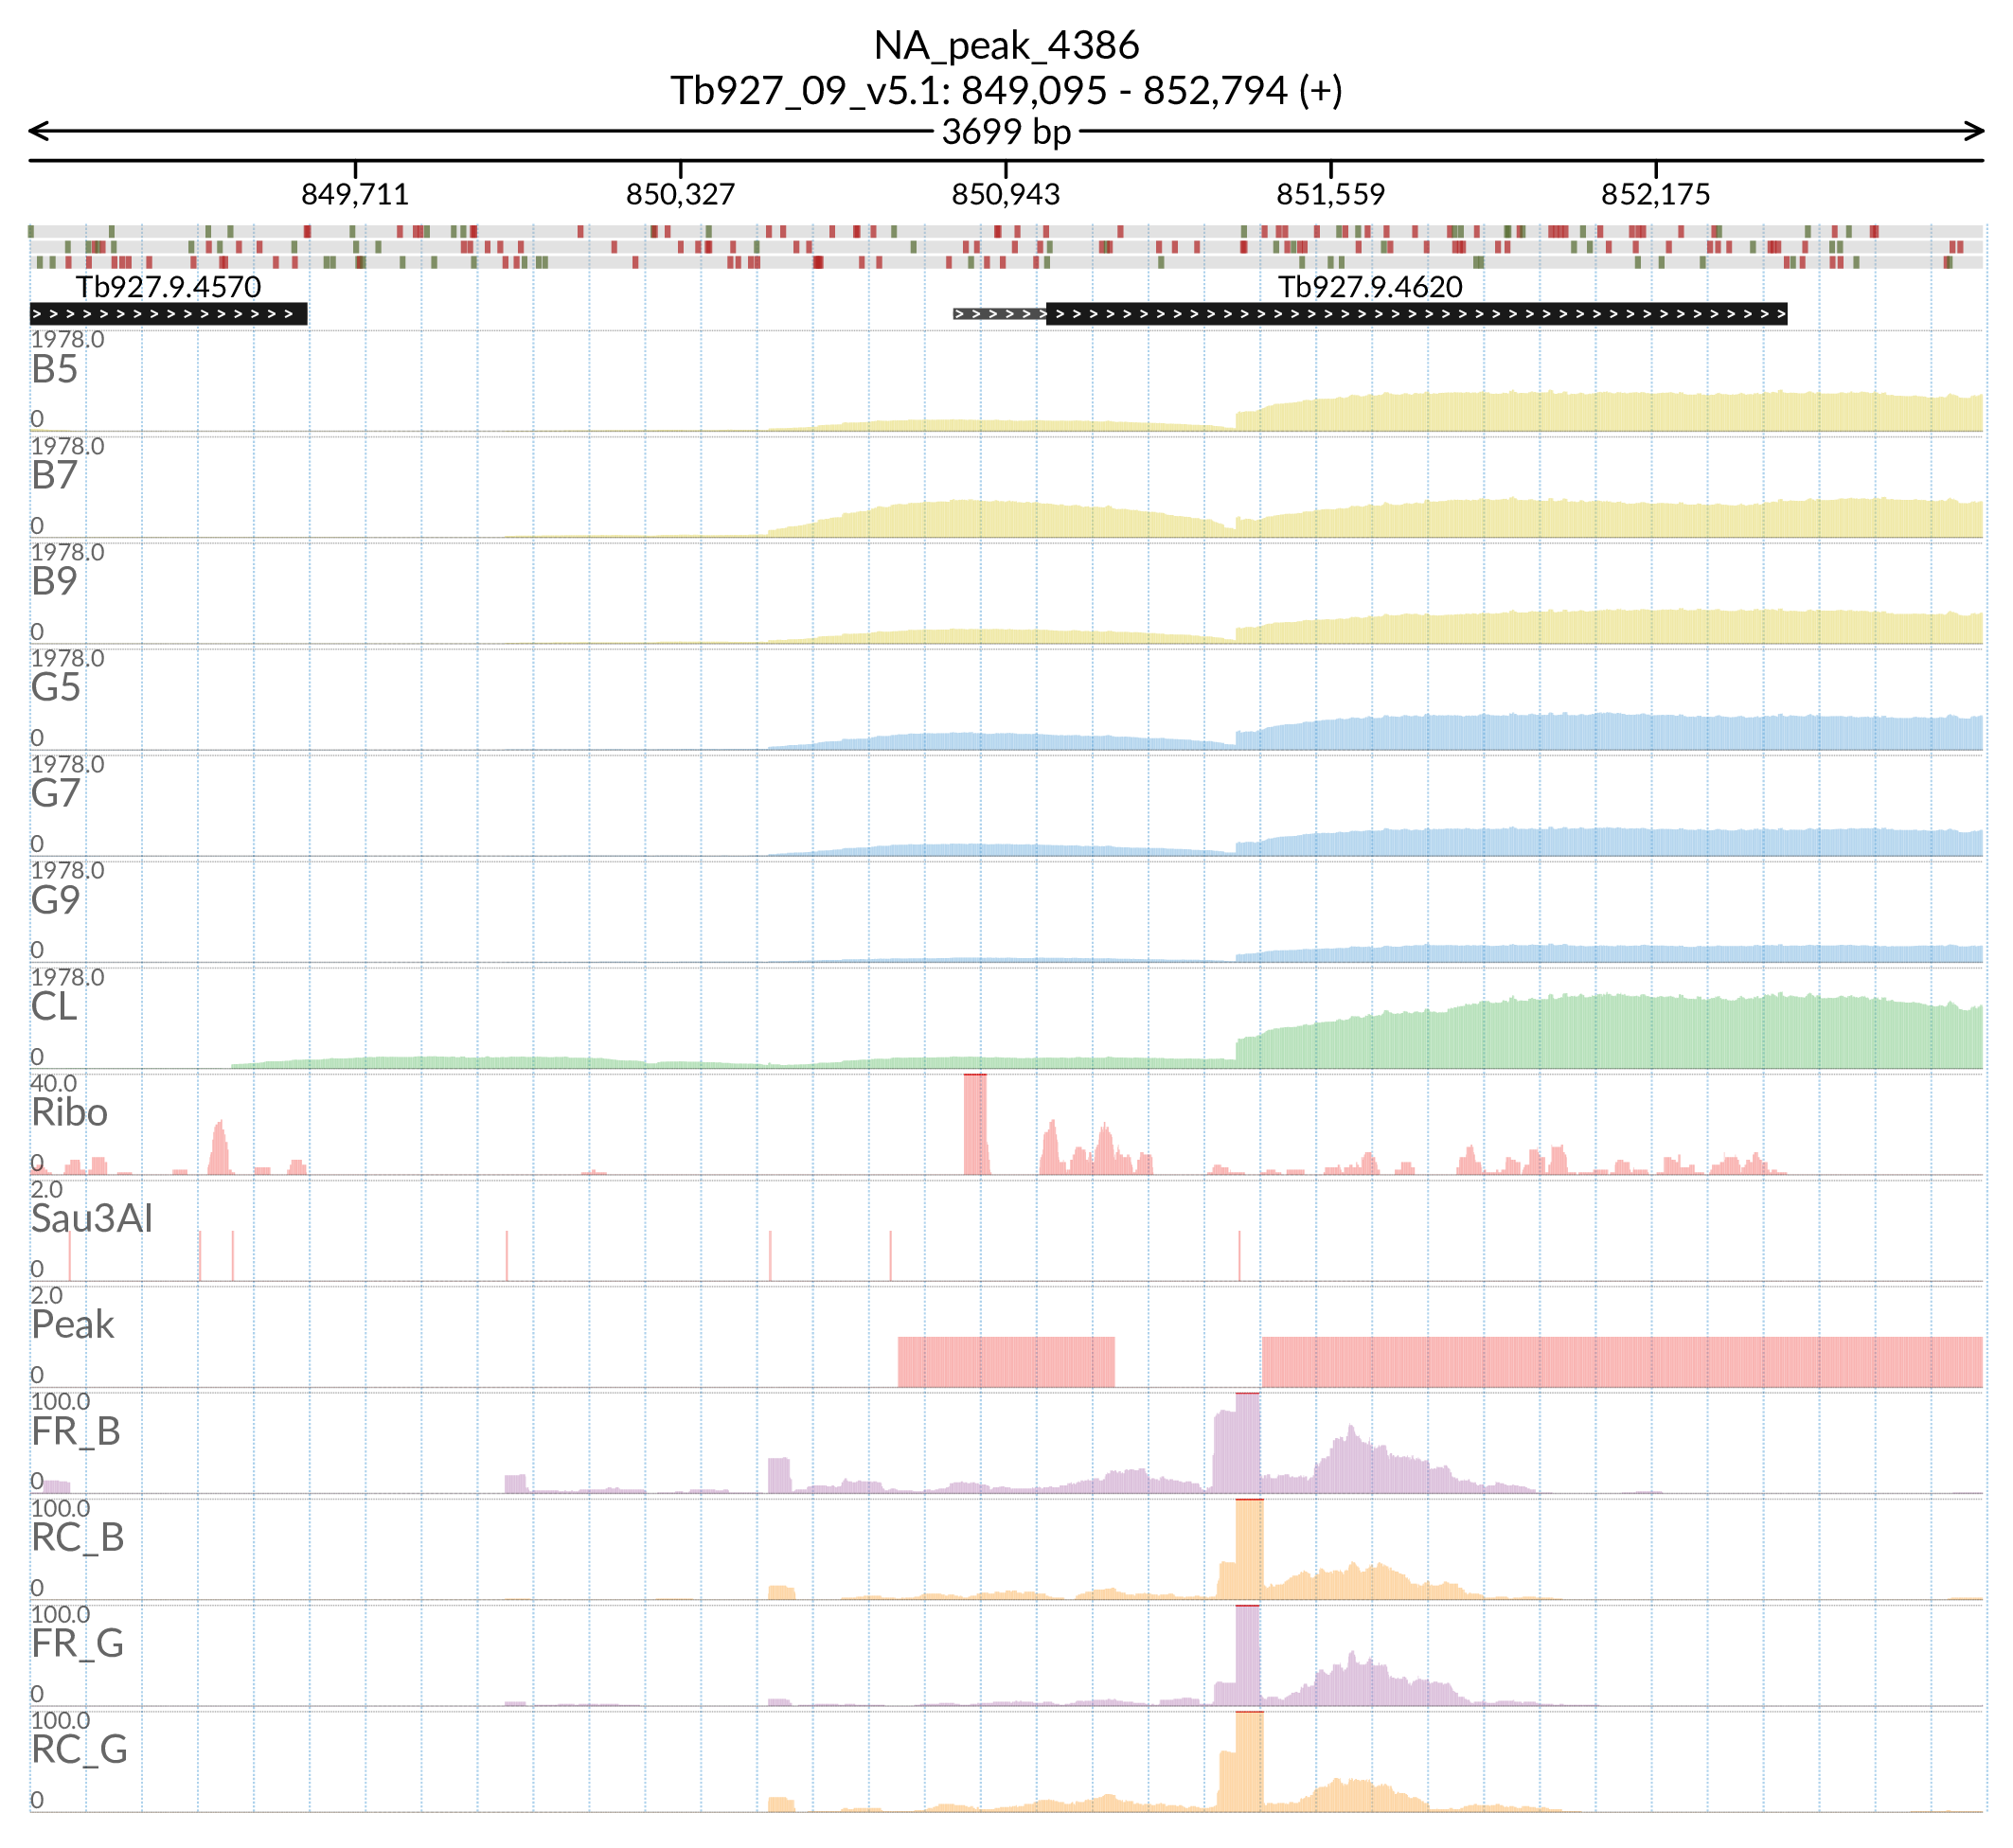 NA_peak_4386
Tb927_09_v5.1: 849,095 - 852,794 (+)
3699 bp
849,711 850,327 850,943 851,559 852,175
Tb927.9.4570 Tb927.9.4620
1978.0
B5
0
1978.0
B7
0
1978.0
B9
0
1978.0
G5
0
1978.0
G7
0
1978.0
G9
0
1978.0
CL
0
40.0
Ribo
0
2.0
Sau3AI
0
2.0
Peak
0
100.0
FR_B
0
100.0
RC_B
0
100.0
FR_G
0
100.0
RC_G
0